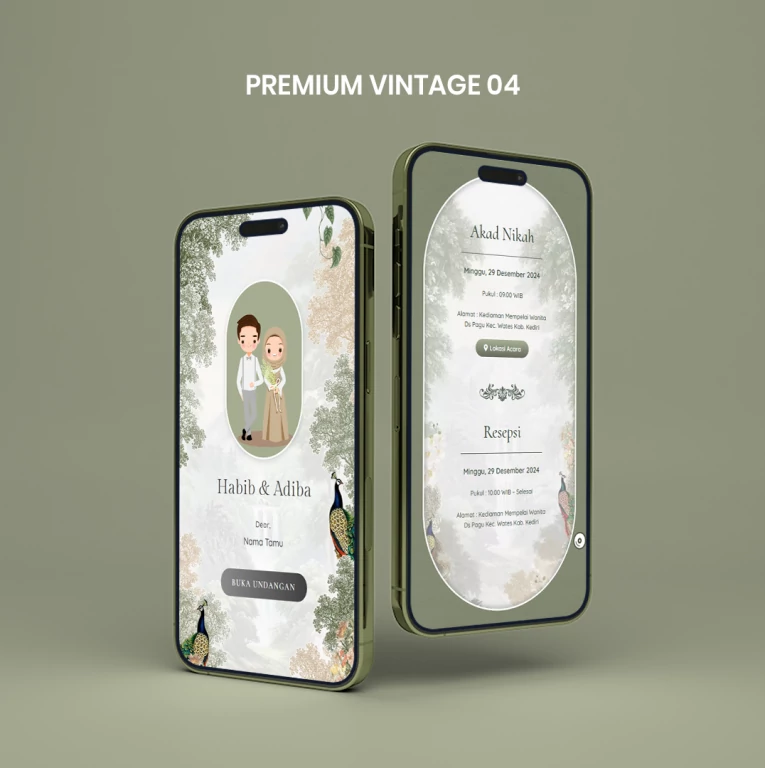 PREMIUM VINTAGE 04
Habib & Adiba
Dear,
Nama Tamu
BUKA UNDANGAN
Akad Nikah
Minggu, 29 Desember 2024
Pukul : 09.00 WIB
Alamat : Kediaman Mempelai Wanita
Ds Pagu Kec. Wates Kab. Kediri
Lokasi Acara
Resepsi
Minggu, 29 Desember 2024
Pukul : 10.00 WIB – Selesai
Alamat : Kediaman Mempelai Wanita
Ds Pagu Kec. Wates Kab. Kediri